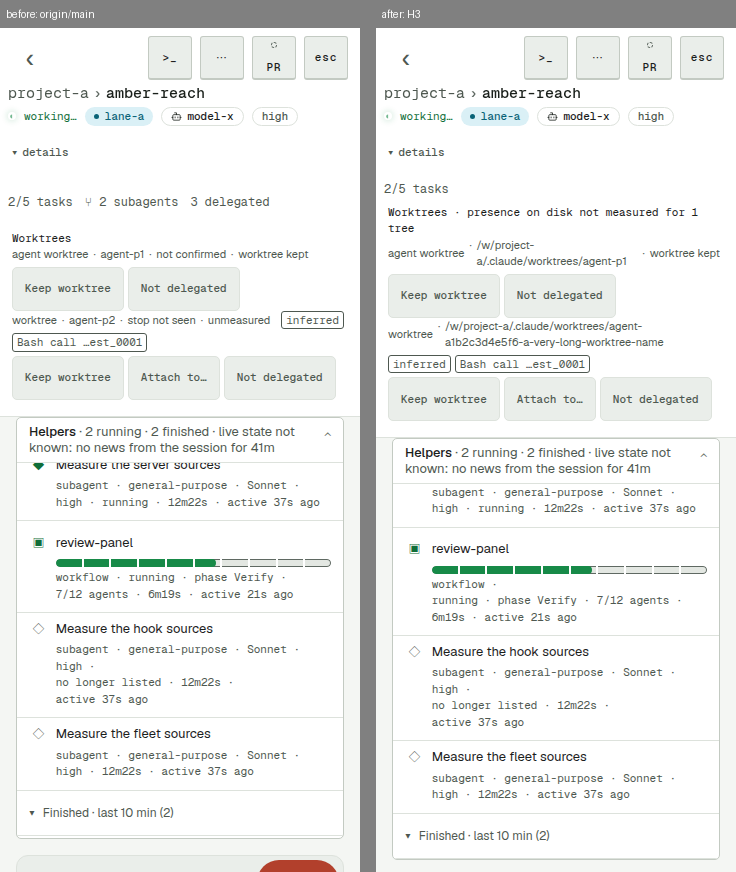 before: origin/main
>_
...
PR
esc
project-a › amber-reach
working…
lane-a
model-x
high
▾ details
2/5 tasks
2 subagents
3 delegated
Worktrees
agent worktree · agent-p1 · not confirmed · worktree kept
Keep worktree
Not delegated
worktree · agent-p2 · stop not seen · unmeasured
inferred
Bash call …est_0001
Keep worktree
Attach to…
Not delegated
Helpers · 2 running · 2 finished · live state not
known: no news from the session for 41m
Measure the server sources
subagent · general-purpose · Sonnet ·
high · running · 12m22s · active 37s ago
review-panel
workflow · running · phase Verify ·
7/12 agents · 6m19s · active 21s ago
Measure the hook sources
subagent · general-purpose · Sonnet ·
high ·
no longer listed · 12m22s ·
active 37s ago
Measure the fleet sources
subagent · general-purpose · Sonnet ·
high · 12m22s · active 37s ago
▾ Finished · last 10 min (2)
after: H3
>_
...
PR
esc
project-a › amber-reach
working…
lane-a
model-x
high
▾ details
2/5 tasks
Worktrees · presence on disk not measured for 1
tree
agent worktree · /w/project-
a/.claude/worktrees/agent-p1 · worktree kept
Keep worktree
Not delegated
worktree · /w/project-a/.claude/worktrees/agent-
a1b2c3d4e5f6-a-very-long-worktree-name
inferred
Bash call …est_0001
Keep worktree
Attach to…
Not delegated
Helpers · 2 running · 2 finished · live state not
known: no news from the session for 41m
subagent · general-purpose · Sonnet ·
high · running · 12m22s · active 37s ago
review-panel
workflow ·
running · phase Verify · 7/12 agents ·
6m19s · active 21s ago
Measure the hook sources
subagent · general-purpose · Sonnet ·
high ·
no longer listed · 12m22s ·
active 37s ago
Measure the fleet sources
subagent · general-purpose · Sonnet ·
high · 12m22s · active 37s ago
▾ Finished · last 10 min (2)